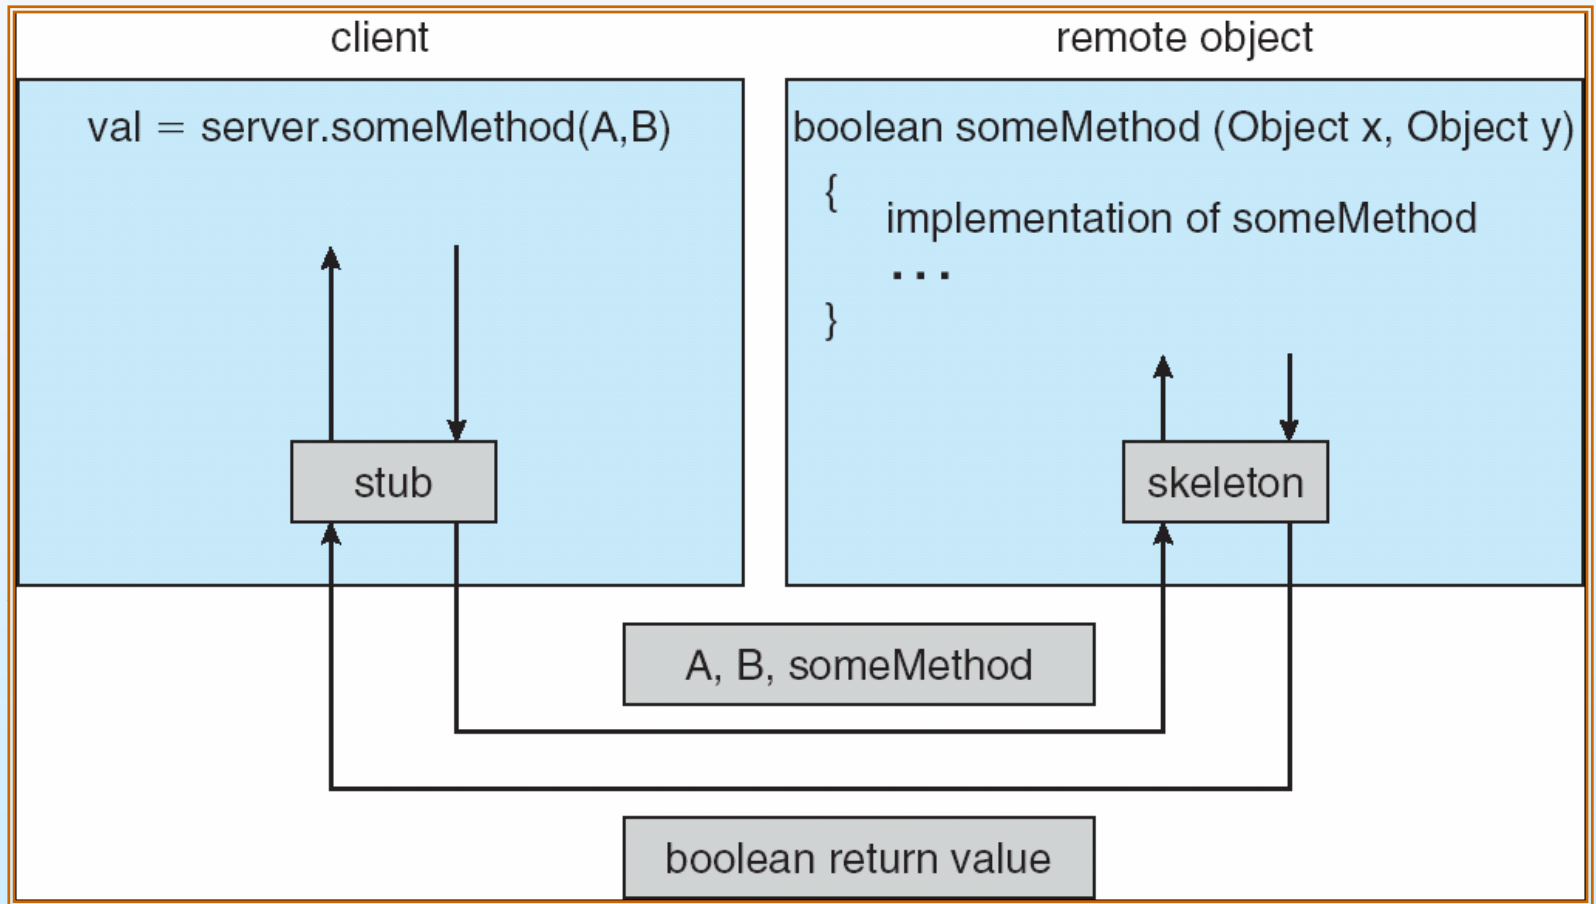 client
val = server.someMethod(A,B)
stub
remote object
boolean someMethod (Object x, Object y)
{
implementation of someMethod
...
}
skeleton
A, B, someMethod
boolean return value